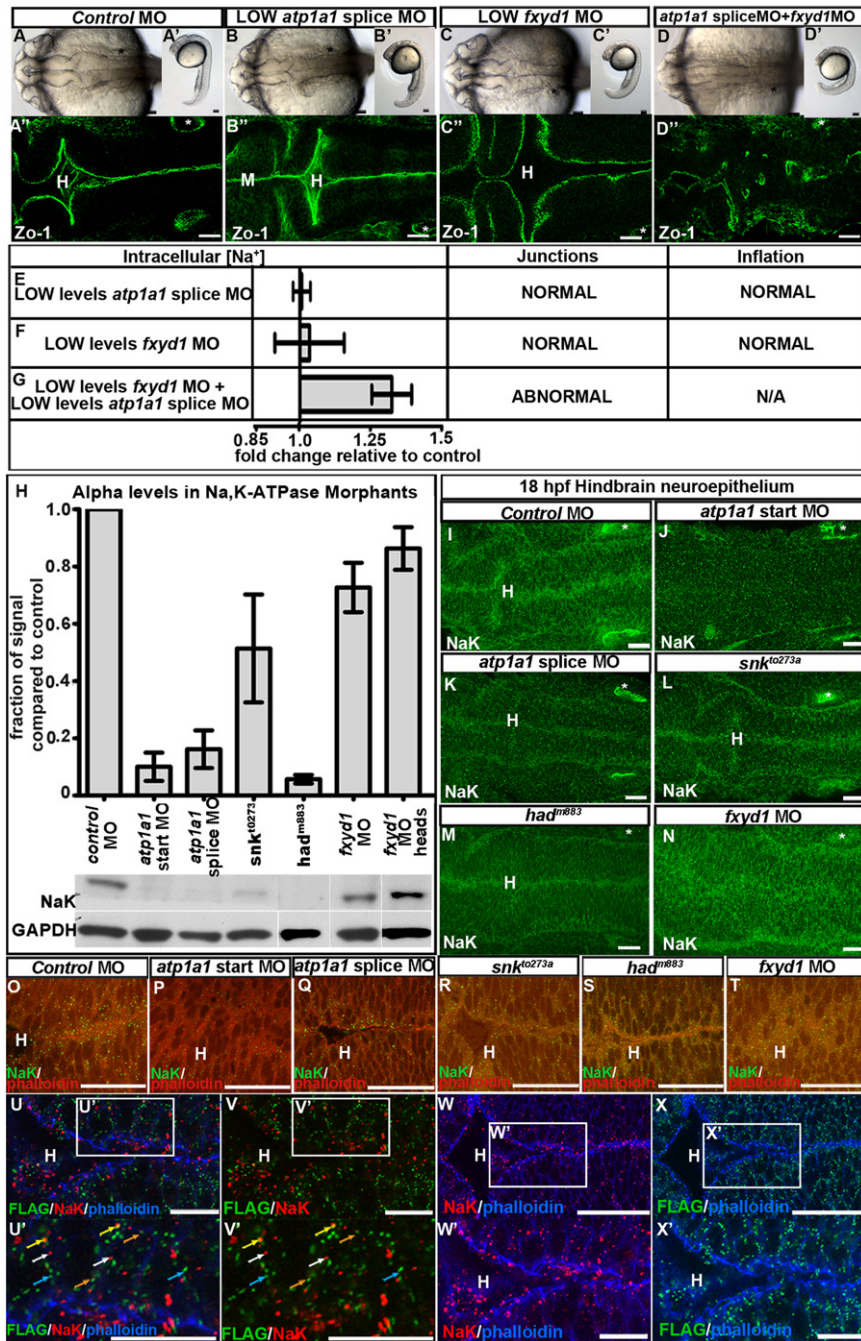 Control MO
LOW atp1a1 splice MO
LOW fxyd1 MO
atp1a1 spliceMO+fxyd1MO
A
*
A'
B
*
B'
C
*
C'
D
*
D'
A''
*
H
Zo-1
B''
M
H
*
Zo-1
C''
H
*
Zo-1
D''
*
Zo-1
Intracellular [Na+]
Junctions
Inflation
E
LOW levels atp1a1 splice MO
NORMAL
NORMAL
F
LOW levels fxyd1 MO
NORMAL
NORMAL
G
LOW levels fxyd1 MO +
LOW levels atp1a1 splice MO
ABNORMAL
N/A
0.85 1.0 1.25 1.5
fold change relative to control
H Alpha levels in Na,K-ATPase Morphants
fraction of signal
compared to control
1.0
0.8
0.6
0.4
0.2
0
control MO
atp1a1 start MO
atp1a1 splice MO
snkt0273
hadm883
fxyd1 MO
fxyd1 MO heads
NaK
GAPDH
18 hpf Hindbrain neuroepithelium
Control MO
atp1a1 start MO
I
*
H
NaK
J
*
H
NaK
atp1a1 splice MO
snkto273a
K
*
H
NaK
L
*
H
NaK
hadm883
fxyd1 MO
M
*
H
NaK
N
*
H
NaK
Control MO
atp1a1 start MO
atp1a1 splice MO
snkto273a
hadm883
fxyd1 MO
O
H
NaK/
phalloidin
P
H
NaK/
phalloidin
Q
H
NaK/
phalloidin
R
H
NaK/
phalloidin
S
H
NaK/
phalloidin
T
H
NaK/
phalloidin
U
U'
H
FLAG/NaK/phalloidin
V
V'
H
FLAG/NaK
W
W'
H
NaK/phalloidin
X
X'
H
FLAG/phalloidin
U'
FLAG/NaK/phalloidin
V'
FLAG/NaK
W'
H
NaK/phalloidin
X'
H
FLAG/phalloidin